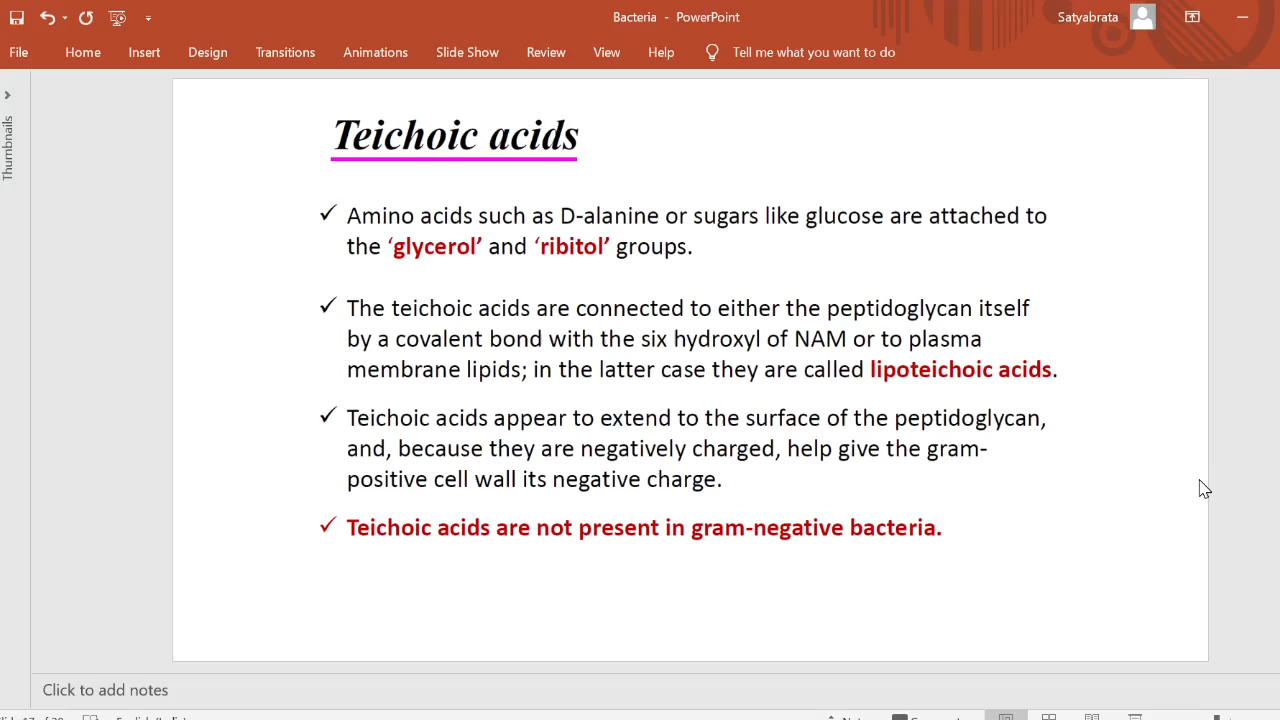 Bacteria - PowerPoint
Satyabrata
File Home Insert Design Transitions Animations Slide Show Review View Help Tell me what you want to do
Thumbnails
Teichoic acids
✓ Amino acids such as D-alanine or sugars like glucose are attached to
the ‘glycerol’ and ‘ribitol’ groups.
✓ The teichoic acids are connected to either the peptidoglycan itself
by a covalent bond with the six hydroxyl of NAM or to plasma
membrane lipids; in the latter case they are called lipoteichoic acids.
✓ Teichoic acids appear to extend to the surface of the peptidoglycan,
and, because they are negatively charged, help give the gram-
positive cell wall its negative charge.
✓ Teichoic acids are not present in gram-negative bacteria.
Click to add notes